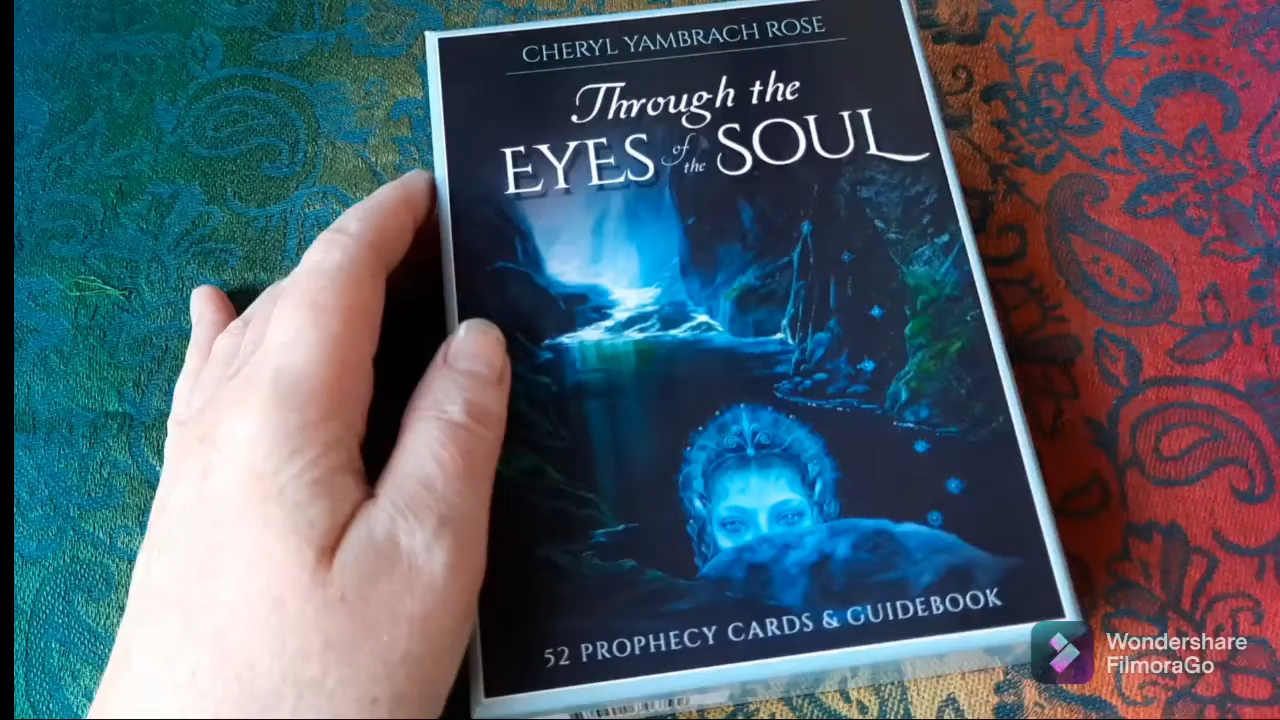 CHERYL YAMBRACH ROSE
Through the
EYES of the SOUL
52 PROPHECY CARDS & GUIDEBOOK
Wondershare
FilmoraGo